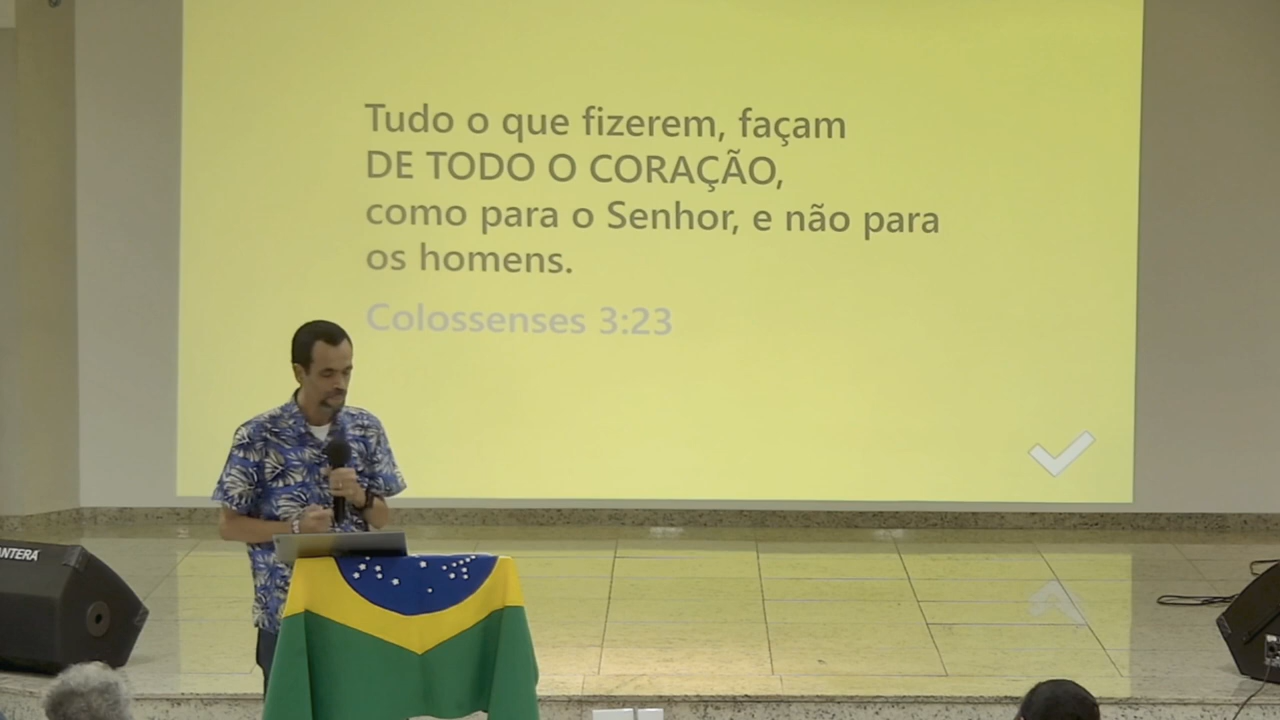 Tudo o que fizerem, façam
DE TODO O CORAÇÃO,
como para o Senhor, e não para
os homens.
Colossenses 3:23
ANTERA